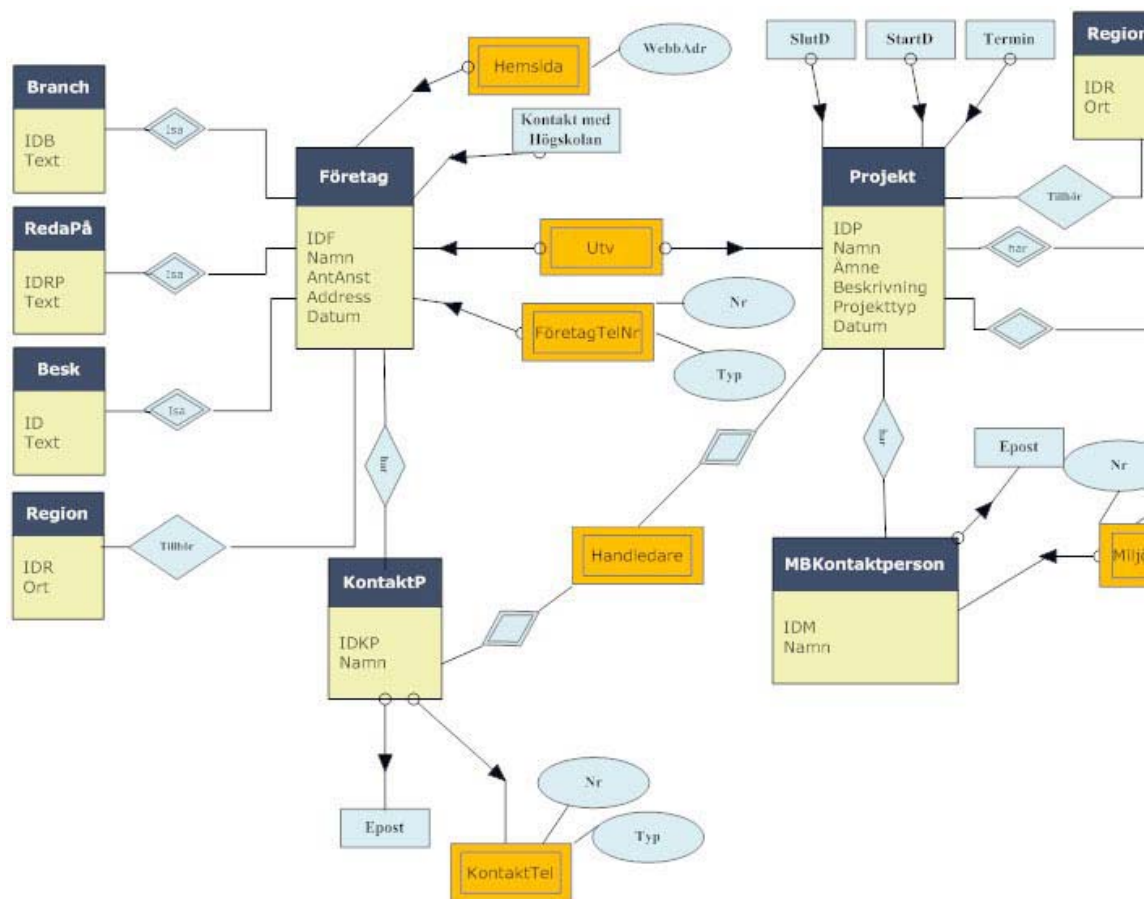 SlutD
StartD
Termin
Region
IDR
Ort
WebbAdr
Hemsida
Branch
IDB
Text
Isa
Kontakt med
Högskolan
Företag
IDF
Namn
AntAnst
Address
Datum
Projekt
IDP
Namn
Ämne
Beskrivning
Projekttyp
Datum
Tillhör
RedaPå
IDRP
Text
Isa
Utv
har
Nr
FöretagTelNr
Typ
Besk
ID
Text
Isa
har
har
Epost
Nr
Region
IDR
Ort
Tillhör
Handledare
MBKontaktperson
IDM
Namn
Miljö
KontaktP
IDKP
Namn
Epost
Nr
Typ
KontaktTel